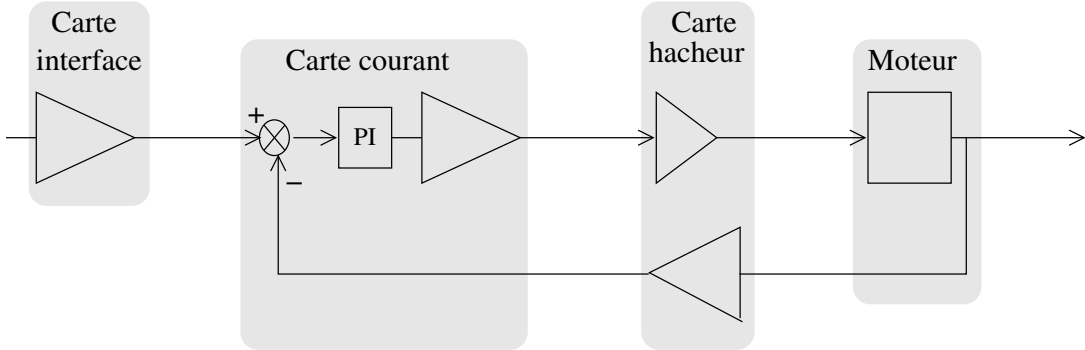 Carte
interface
Carte courant
Carte
hacheur
Moteur
+
PI
−